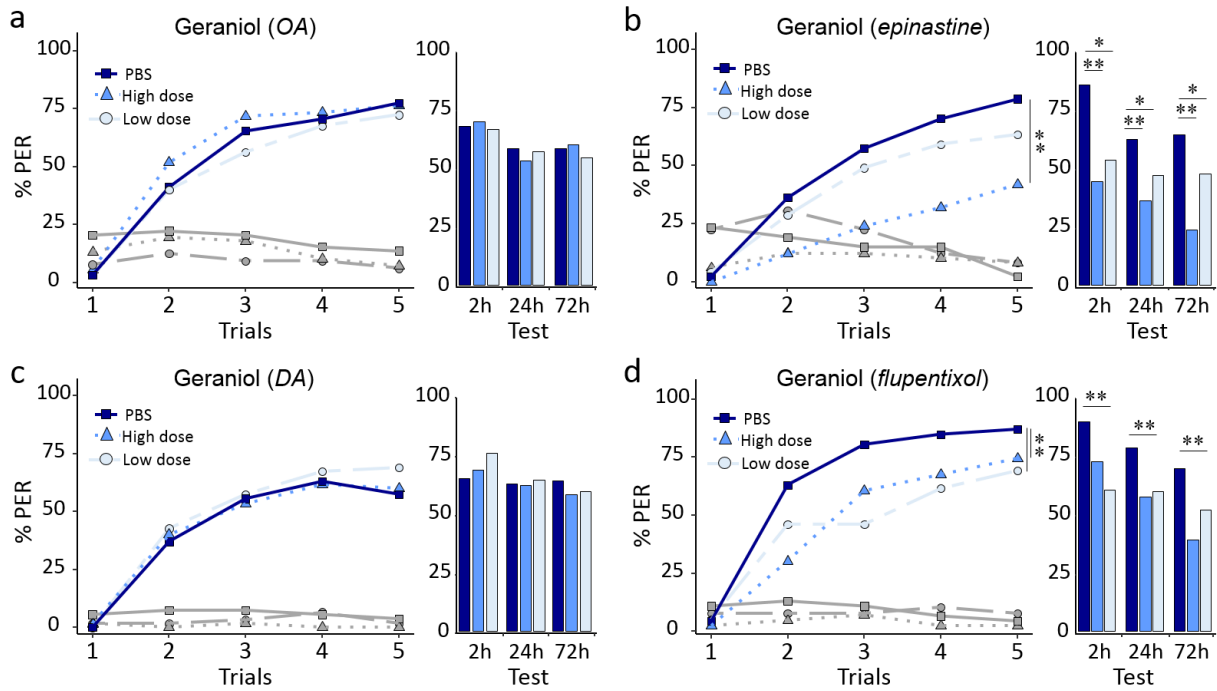 a
Geraniol (OA)
100
75
50
25
0
% PER
PBS
High dose
Low dose
1 2 3 4 5
Trials
100
75
50
25
0
2h 24h 72h
Test
b
Geraniol (epinastine)
100
75
50
25
0
% PER
PBS
High dose
Low dose
**
1 2 3 4 5
Trials
100
75
50
25
0
*
**
*
**
*
**
2h 24h 72h
Test
c
Geraniol (DA)
100
75
50
25
0
% PER
PBS
High dose
Low dose
1 2 3 4 5
Trials
100
75
50
25
0
2h 24h 72h
Test
d
Geraniol (flupentixol)
100
75
50
25
0
% PER
PBS
High dose
Low dose
**
1 2 3 4 5
Trials
100
75
50
25
0
**
**
**
2h 24h 72h
Test